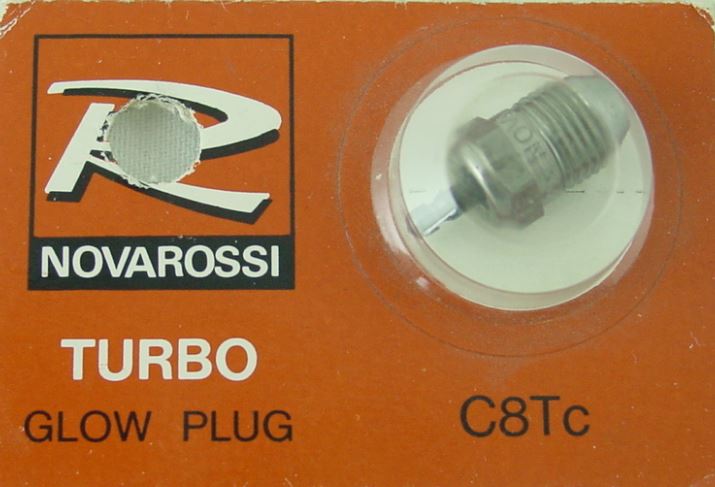 R
NOVAROSSI
TURBO
GLOW PLUG
C8Tc